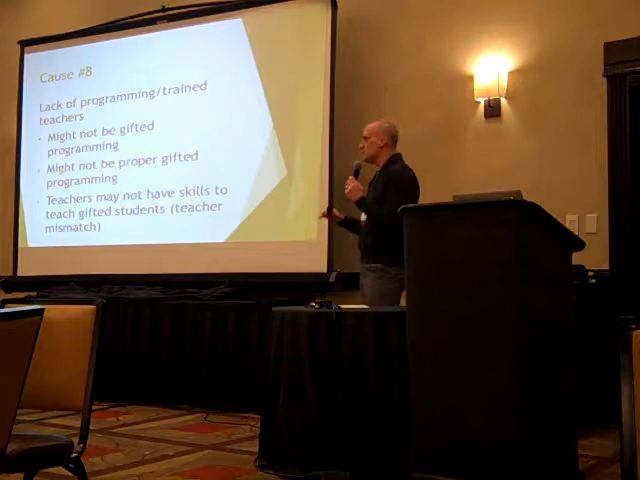 Cause #8
Lack of programming/trained
teachers
- Might not be gifted
programming
- Might not be proper gifted
programming
- Teachers may not have skills to
teach gifted students (teacher
mismatch)